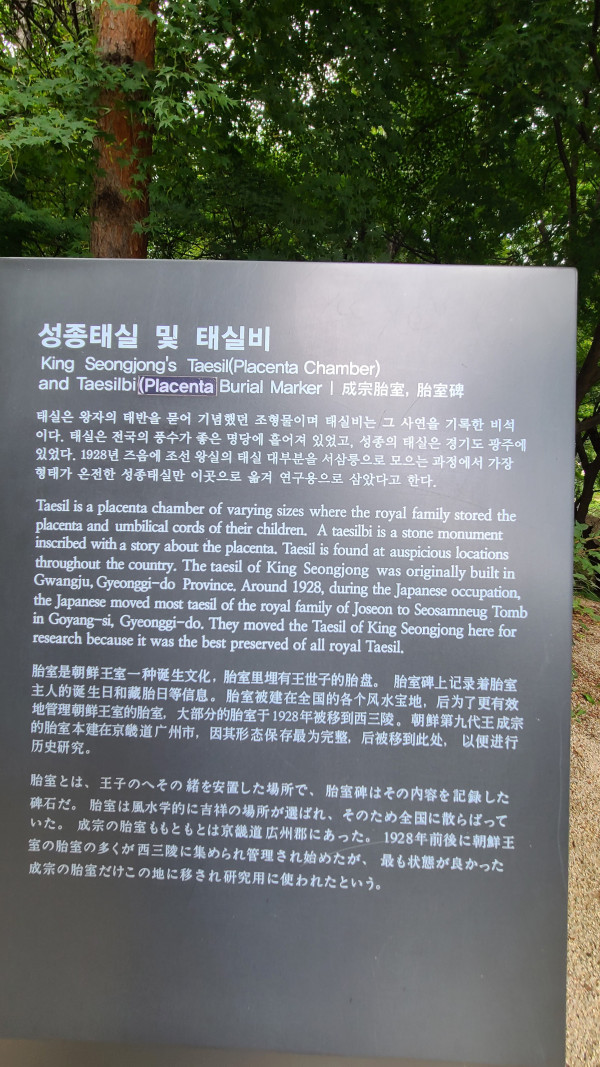 성종태실 및 태실비
King Seongjong's Taesil(Placenta Chamber)
and Taesilbi(Placenta Burial Marker | 成宗胎室, 胎室碑
태실은 왕자의 태반을 묻어 기념했던 조형물이며 태실비는 그 사연을 기록한 비석
이다. 태실은 전국의 풍수가 좋은 명당에 흩어져 있었고, 성종의 태실은 경기도 광주에
있었다. 1928년 즈음에 조선 왕실의 태실 대부분을 서삼릉으로 모으는 과정에서 가장
형태가 온전한 성종태실만 이곳으로 옮겨 연구용으로 삼았다고 한다.
Taesil is a placenta chamber of varying sizes where the royal family stored the
placenta and umbilical cords of their children. A taesilbi is a stone monument
inscribed with a story about the placenta. Taesil is found at auspicious locations
throughout the country. The taesil of King Seongjong was originally built in
Gwangju, Gyeonggi-do Province. Around 1928, during the Japanese occupation,
the Japanese moved most taesil of the royal family of Joseon to Seosamneug Tomb
in Goyang-si, Gyeonggi-do. They moved the Taesil of King Seongjong here for
research because it was the best preserved of all royal Taesil.
胎室是朝鲜王室一种诞生文化，胎室里埋有王世子的胎盘。 胎室碑上记录着胎室
主人的诞生日和藏胎日等信息。胎室被建在全国的各个风水宝地，后为了更有效
地管理朝鲜王室的胎室，大部分的胎室于1928年被移到西三陵。朝鲜第九代王成宗
的胎室本建在京畿道广州市，因其形态保存最为完整，后被移到此处，以便进行
历史研究。
胎室とは、王子のへその緒を安置した場所で、胎室碑はその内容を記録した
碑石だ。胎室は風水学的に吉祥の場所が選ばれ、そのため全国に散らばって
いた。成宗の胎室ももともとは京畿道広州郡にあった。1928年前後に朝鮮王
室の胎室の多くが西三陵に集められ管理され始めたが、最も状態が良かった
成宗の胎室だけこの地に移され研究用に使われたという。